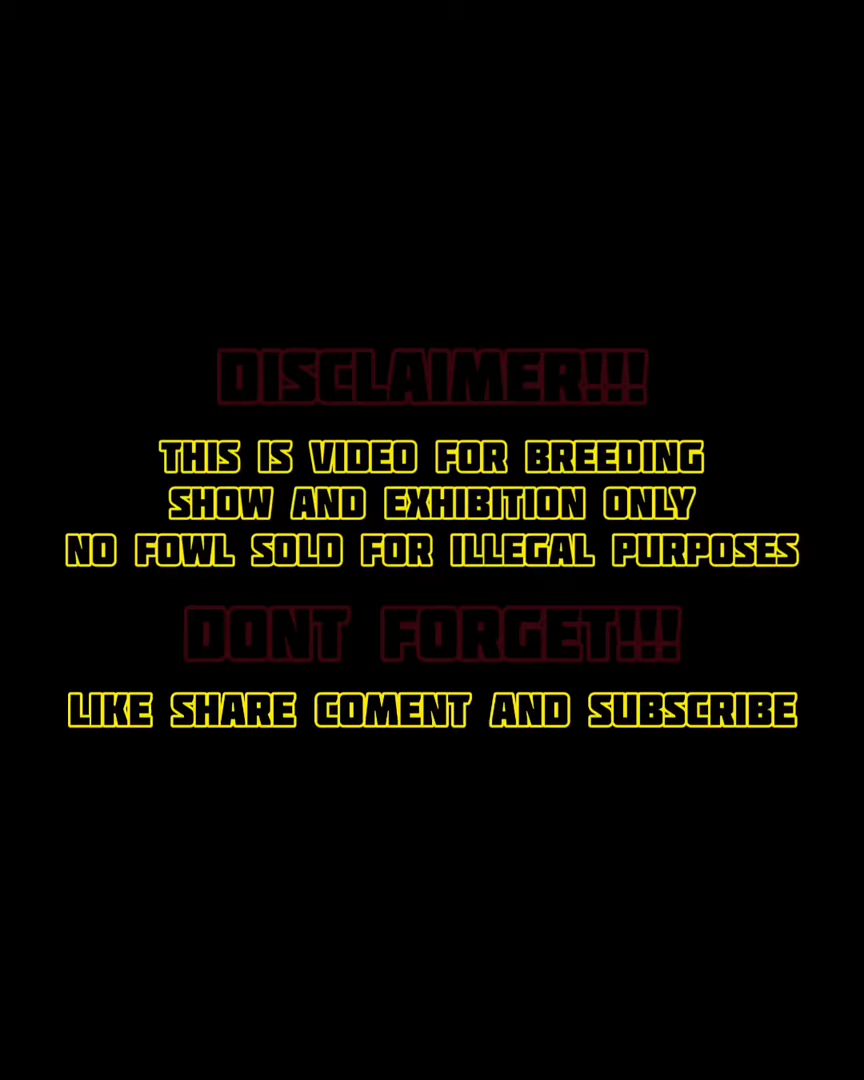 DISCLAIMER!!!
THIS IS VIDEO FOR BREEDING
SHOW AND EXHIBITION ONLY
NO FOWL SOLD FOR ILLEGAL PURPOSES
DONT FORGET!!!
LIKE SHARE COMENT AND SUBSCRIBE